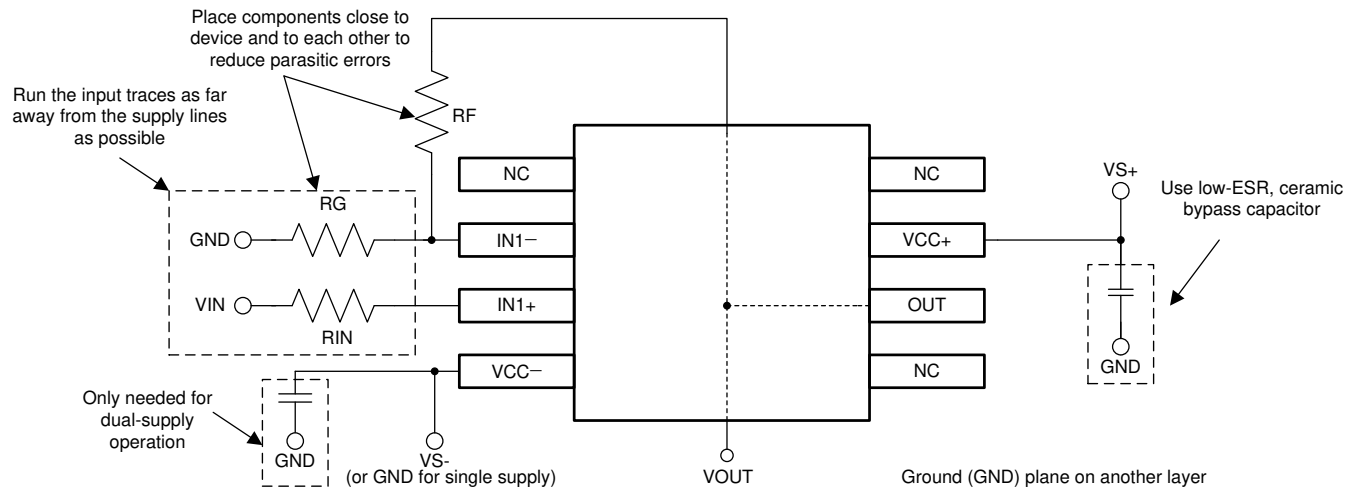 Place components close to
device and to each other to
reduce parasitic errors
Run the input traces as far
away from the supply lines
as possible
RF
NC
NC
VS+
Use low-ESR, ceramic
bypass capacitor
RG
GND
IN1−
VCC+
VIN
IN1+
OUT
RIN
VCC−
NC
GND
Only needed for
dual-supply
operation
GND
VS-
(or GND for single supply)
VOUT
Ground (GND) plane on another layer